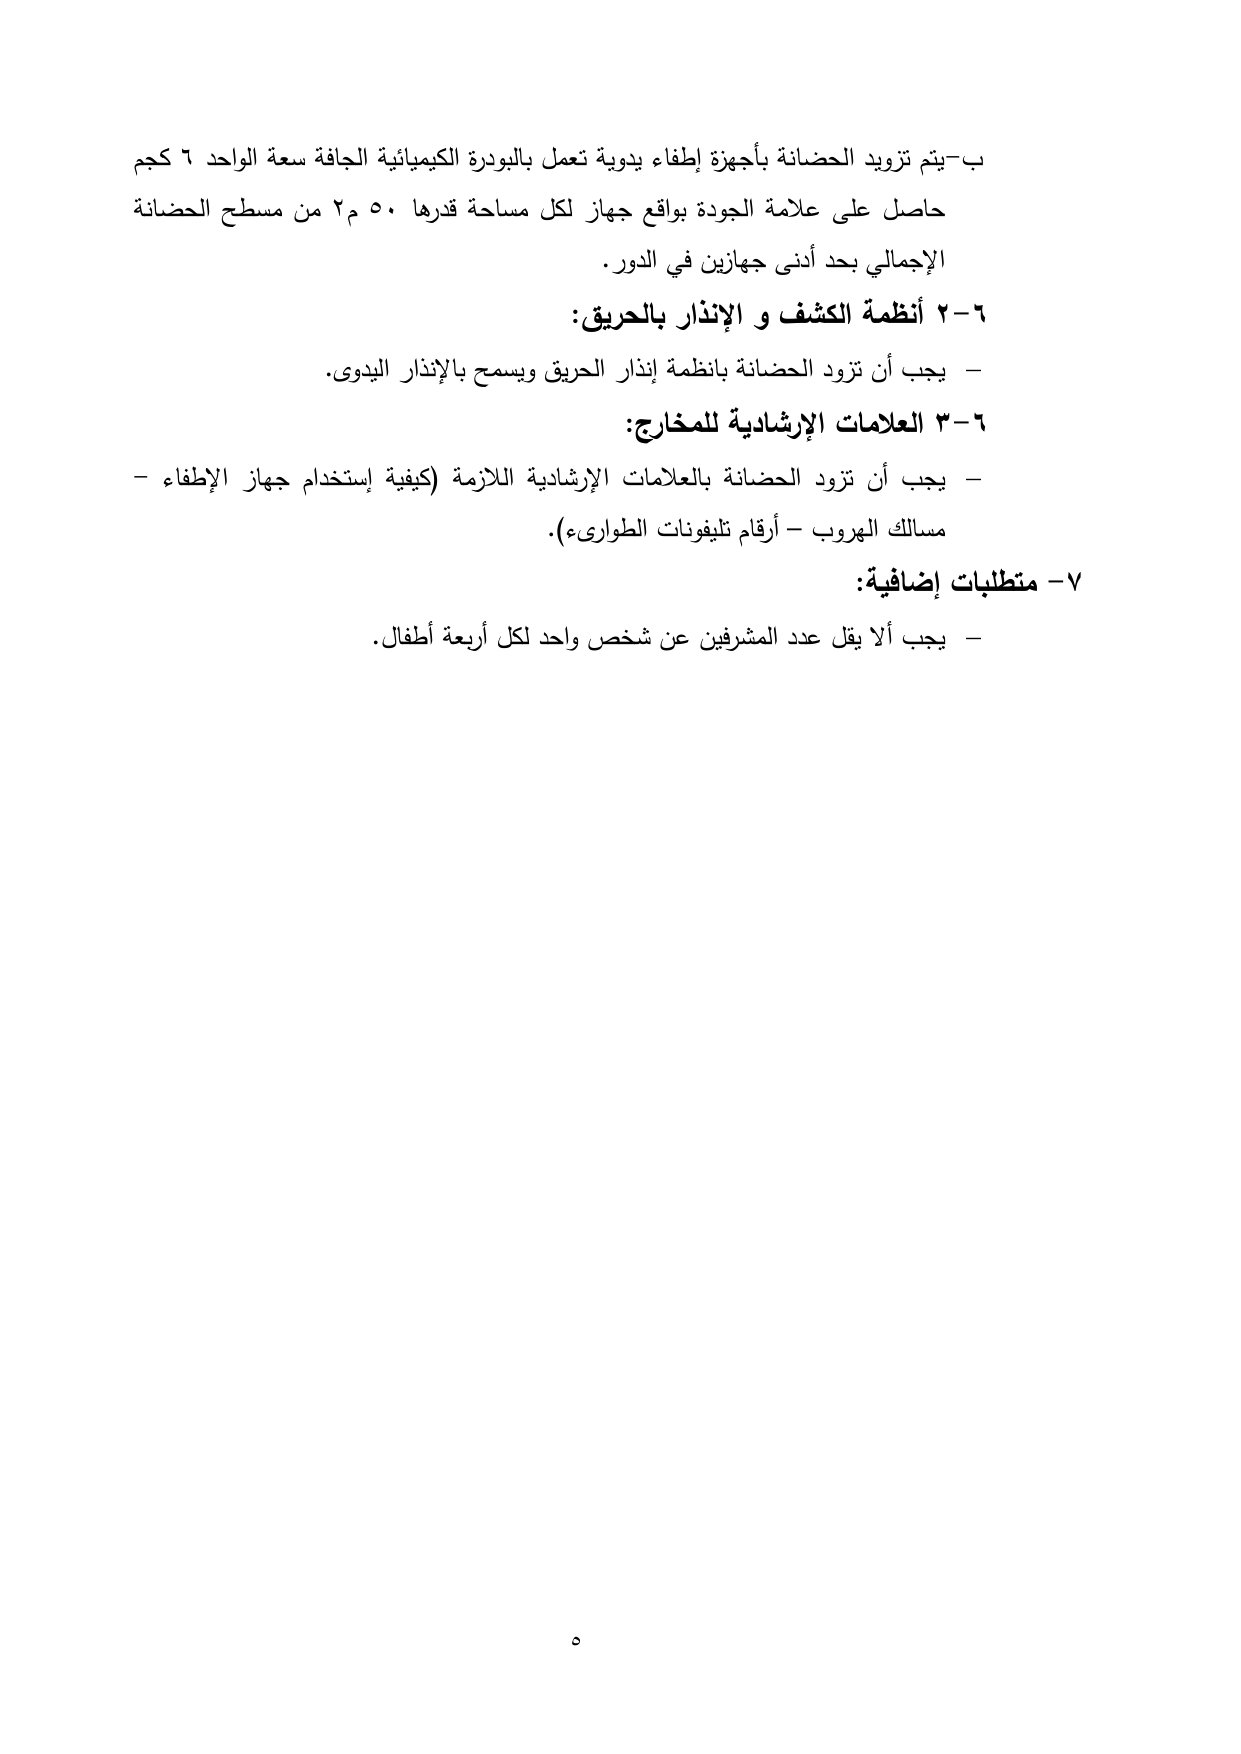 ب-يتم تزويد الحضانة بأجهزة إطفاء يدوية تعمل بالبودرة الكيميائية الجافة سعة الواحد ٦ كجم
حاصل على علامة الجودة بواقع جهاز لكل مساحة قدرها ٥٠ م٢ من مسطح الحضانة
الإجمالي بحد أدنى جهازين في الدور.
٦-٢ أنظمة الكشف و الإنذار بالحريق:
– يجب أن تزود الحضانة بانظمة إنذار الحريق ويسمح بالإنذار اليدوى.
٦-٣ العلامات الإرشادية للمخارج:
– يجب أن تزود الحضانة بالعلامات الإرشادية اللازمة (كيفية إستخدام جهاز الإطفاء -
مسالك الهروب – أرقام تليفونات الطوارىء).
٧- متطلبات إضافية:
– يجب ألا يقل عدد المشرفين عن شخص واحد لكل أربعة أطفال.
٥